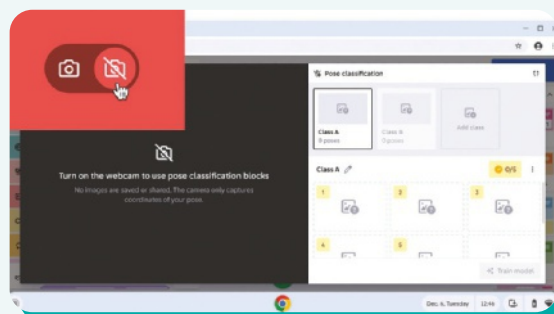 Pose classification
Class A
0 poses
Class A
0 poses
Add class
Turn on the webcam to use pose classification blocks
No images are saved or shared. The camera only captures
coordinates of your pose.
Class A
0/5
1
2
3
4
5
Train model
Dec. 6, Tuesday
12:46